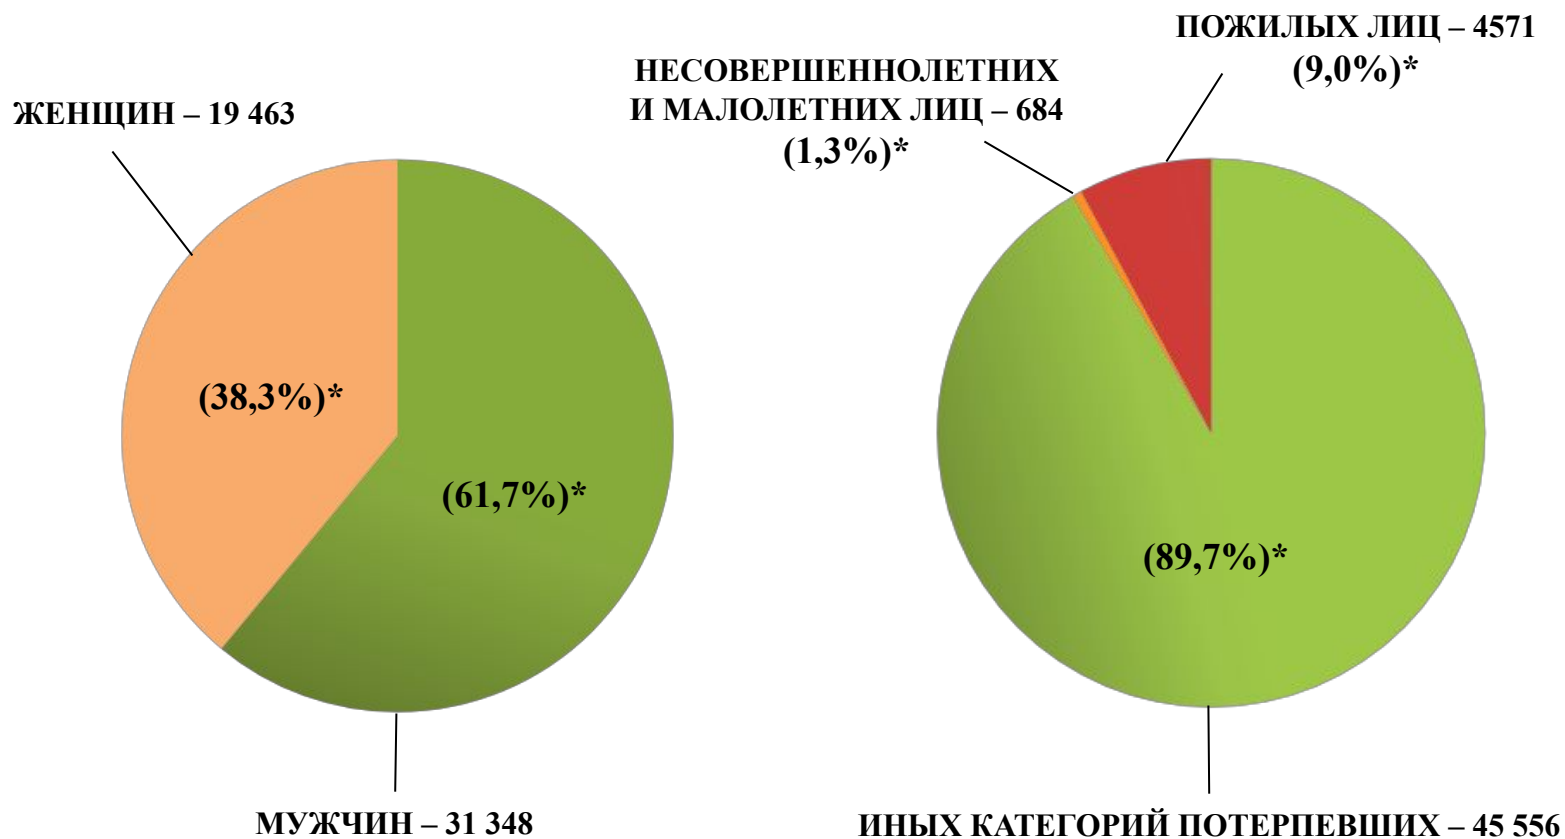 ЖЕНЩИН – 19 463
(38,3%)*
(61,7%)*
МУЖЧИН – 31 348
НЕСОВЕРШЕННОЛЕТНИХ
И МАЛОЛЕТНИХ ЛИЦ – 684
(1,3%)*
ПОЖИЛЫХ ЛИЦ – 4571
(9,0%)*
(89,7%)*
ИНЫХ КАТЕГОРИЙ ПОТЕРПЕВШИХ – 45 556